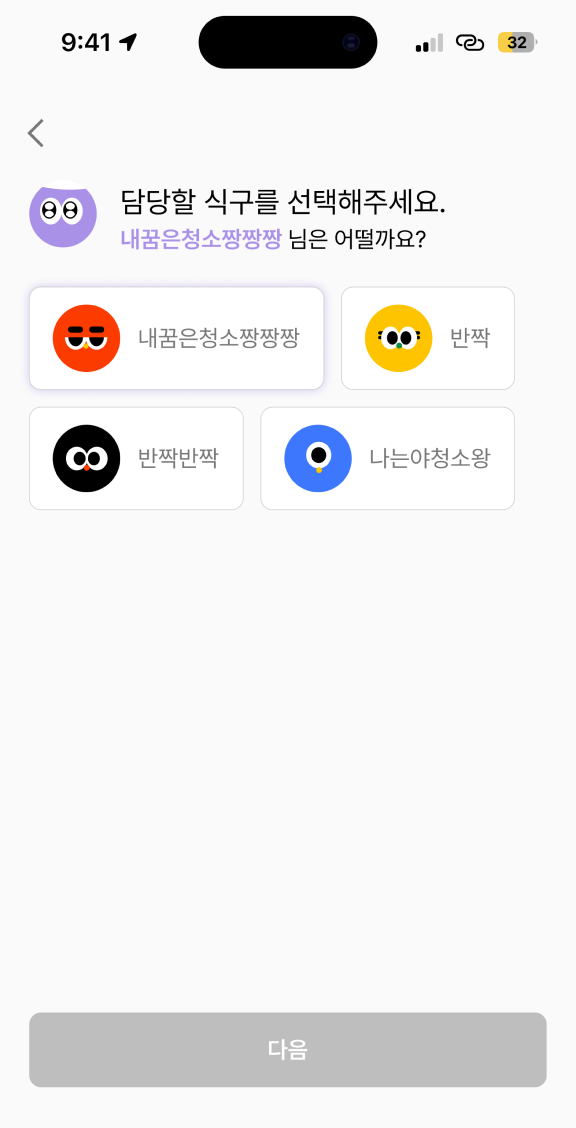 9:41
32
담당할 식구를 선택해주세요.
내꿈은청소짱짱짱 님은 어떨까요?
내꿈은청소짱짱짱
반짝
반짝반짝
나는야청소왕
다음